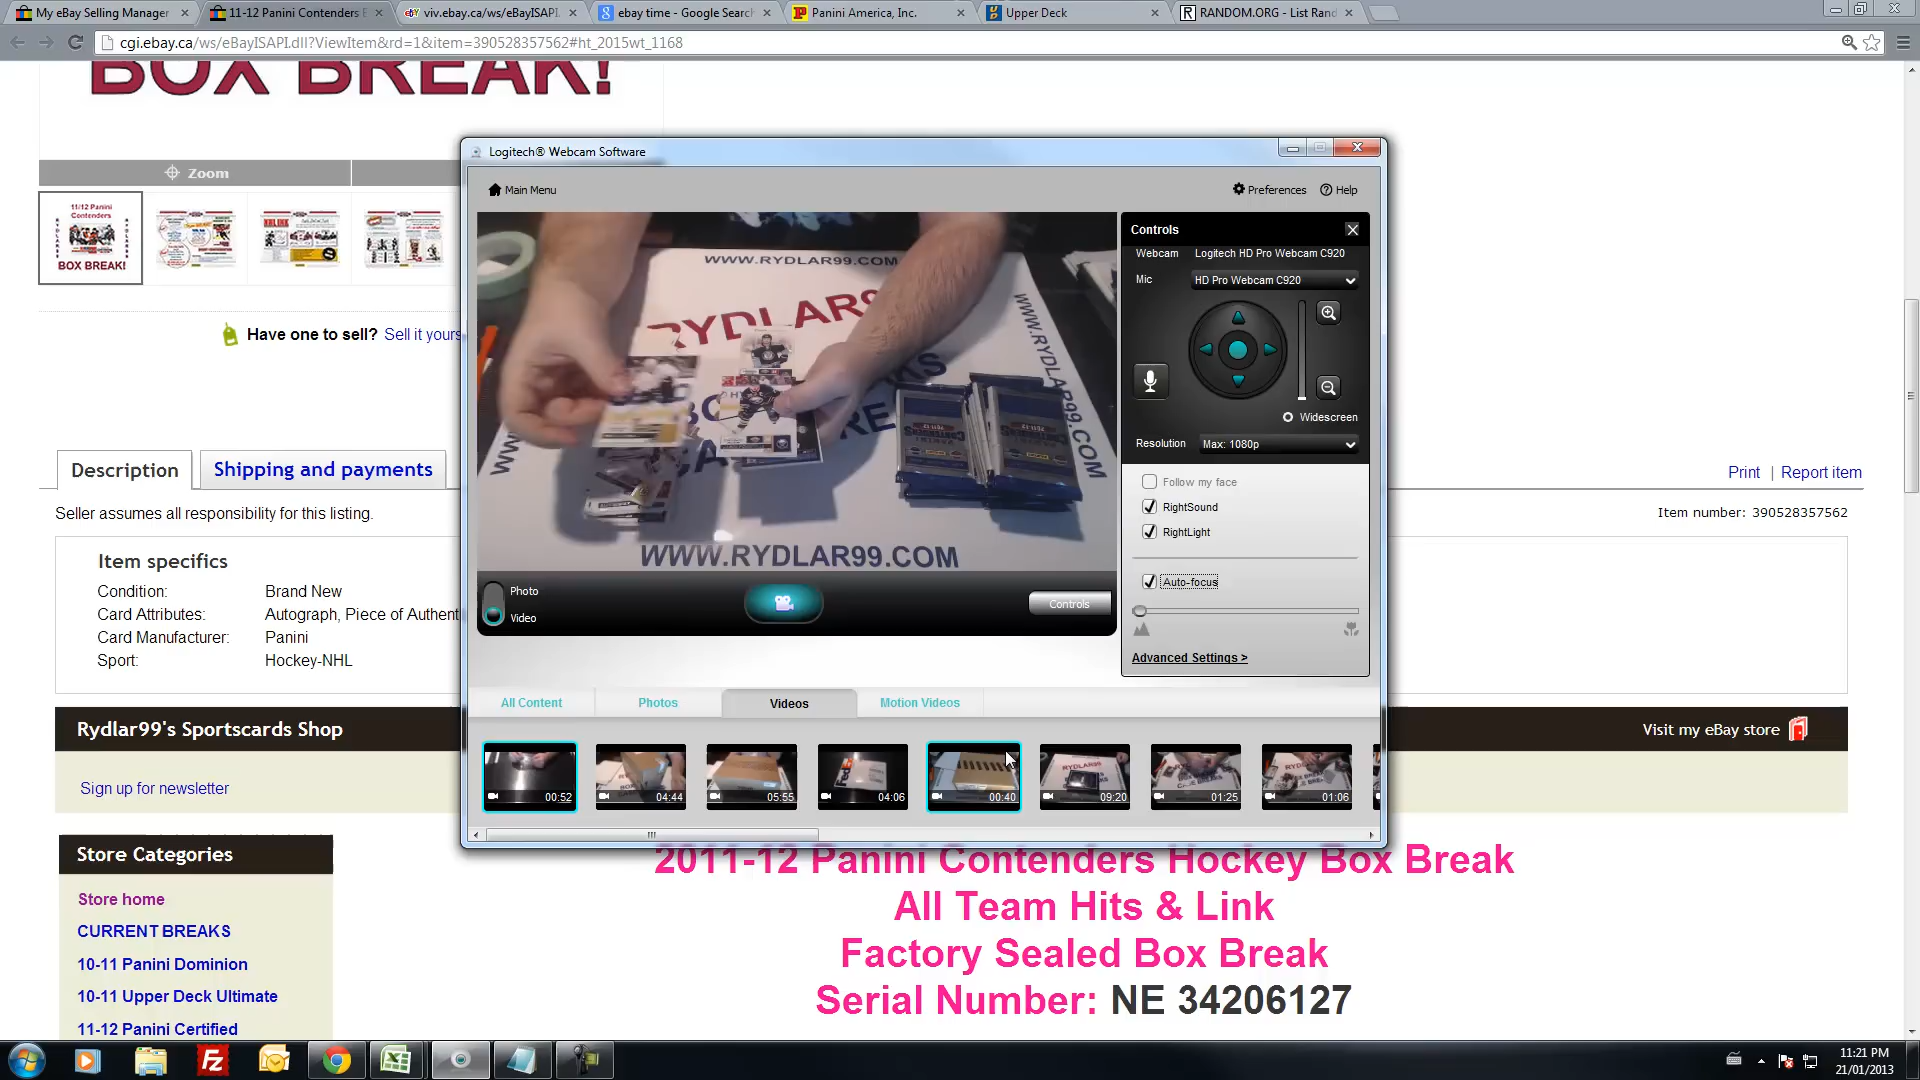 My eBay Selling Manager
11-12 Panini Contenders
viv.ebay.ca/ws/eBayISAPI.
ebay time - Google Searc
Panini America, Inc.
Upper Deck
RANDOM.ORG - List Ran
cgi.ebay.ca/ws/eBayISAPI.dll?ViewItem&rd=1&item=390528357562#ht_2015wt_1168
BOX BREAK!
Zoom
11/12 Panini
Contenders
BOX BREAK!
Have one to sell? Sell it yours
Description
Shipping and payments
Print | Report item
Seller assumes all responsibility for this listing.
Item number: 390528357562
Item specifics
Condition: Brand New
Card Attributes: Autograph, Piece of Authent
Card Manufacturer: Panini
Sport: Hockey-NHL
Rydlar99's Sportscards Shop
Visit my eBay store
Sign up for newsletter
Store Categories
Store home
CURRENT BREAKS
10-11 Panini Dominion
10-11 Upper Deck Ultimate
11-12 Panini Certified
Logitech® Webcam Software
Main Menu
Preferences
Help
WWW.RYDLAR99.COM
RYDLAR
WWW.RYDLAR99.COM
WWW.RYDLAR99.COM
Photo
Video
Controls
Controls
Webcam Logitech HD Pro Webcam C920
Mic HD Pro Webcam C920
Widescreen
Resolution Max: 1080p
Follow my face
RightSound
RightLight
Auto-focus
Advanced Settings >
All Content
Photos
Videos
Motion Videos
00:52
04:44
05:55
04:06
00:40
09:20
01:25
01:06
2011-12 Panini Contenders Hockey Box Break
All Team Hits & Link
Factory Sealed Box Break
Serial Number: NE 34206127
11:21 PM
21/01/2013